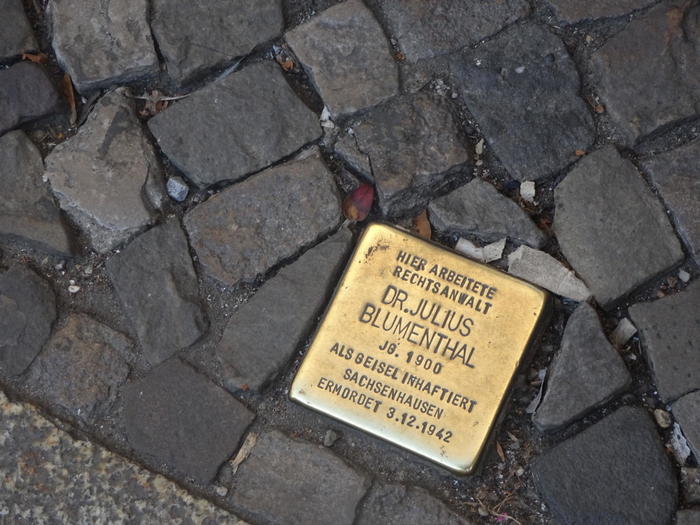 HIER ARBEITETE
RECHTSANWALT
DR. JULIUS
BLUMENTHAL
JG. 1900
ALS GEISEL INHAFTIERT
SACHSENHAUSEN
ERMORDET 3.12.1942